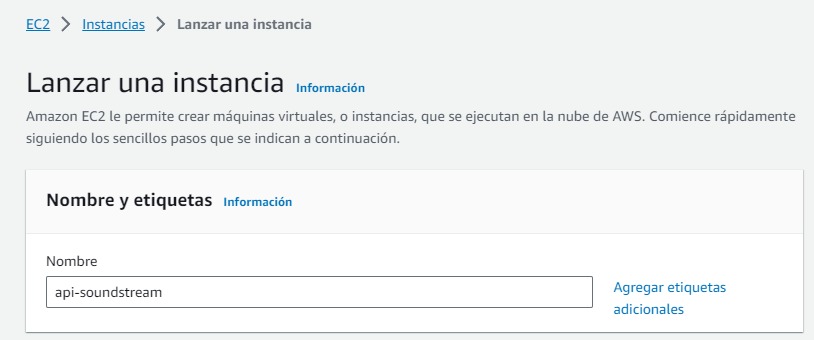 EC2 > Instancias > Lanzar una instancia
Lanzar una instancia Información
Amazon EC2 le permite crear máquinas virtuales, o instancias, que se ejecutan en la nube de AWS. Comience rápidamente
siguiendo los sencillos pasos que se indican a continuación.
Nombre y etiquetas Información
Nombre
api-soundstream
Agregar etiquetas
adicionales